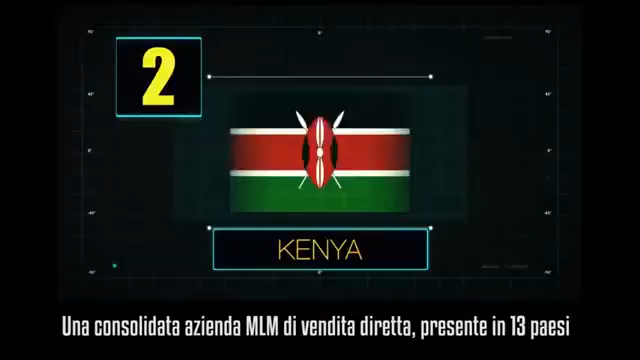 2
KENYA
Una consolidata azienda MLM di vendita diretta, presente in 13 paesi